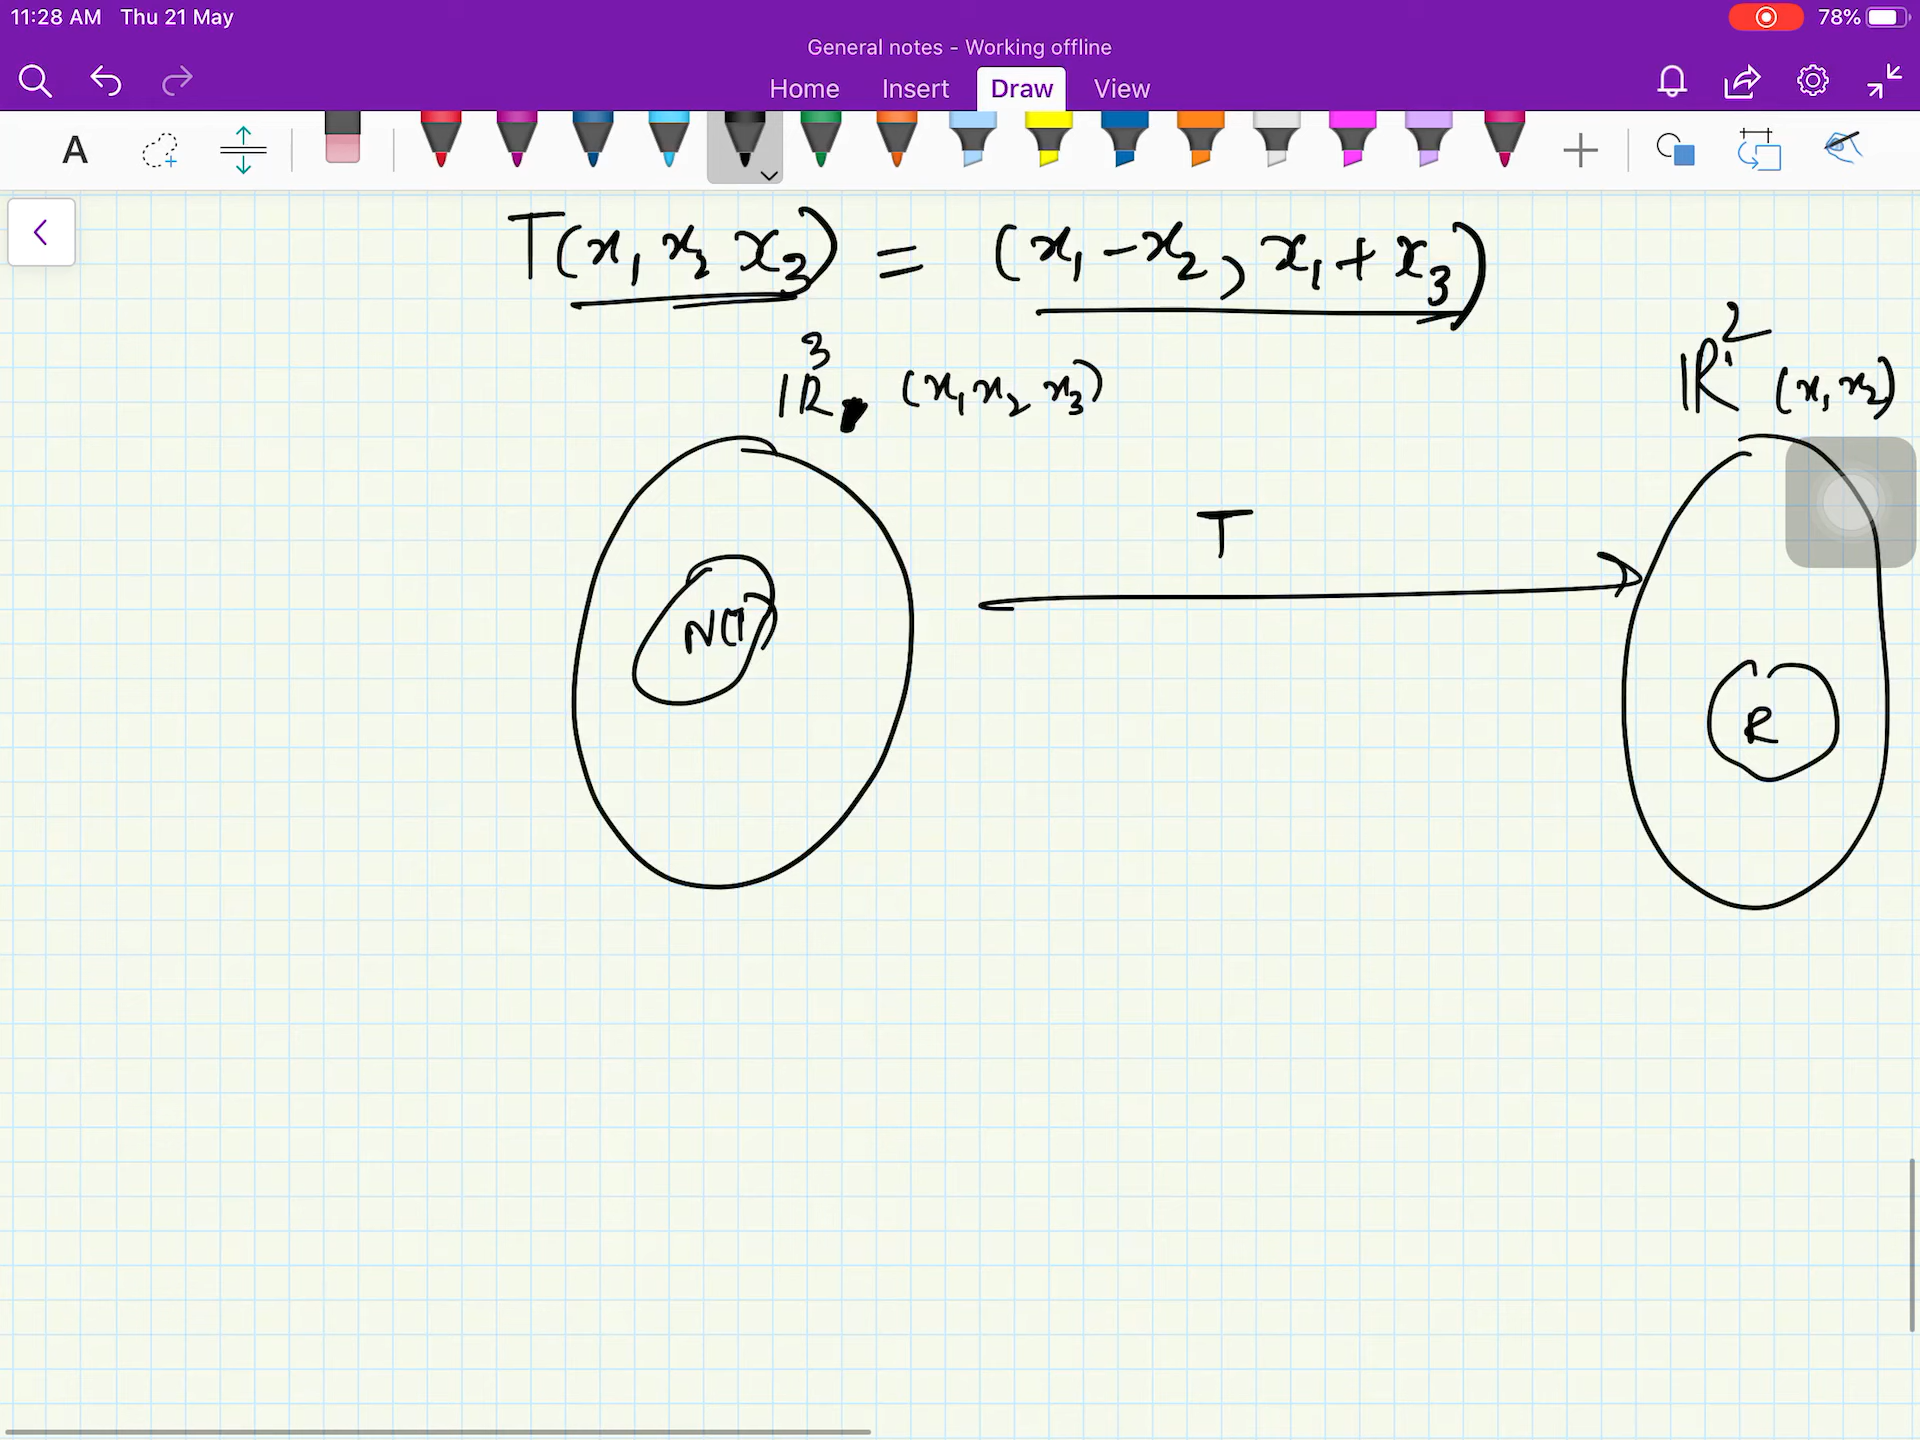 11:28 AM Thu 21 May 78%
General notes - Working offline
Home Insert Draw View
A
T(x₁ x₂ x₃) = (x₁ - x₂, x₁ + x₃)
ℝ³ (x₁ x₂ x₃)
ℝ² (x₁ x₂)
T
N(T)
R